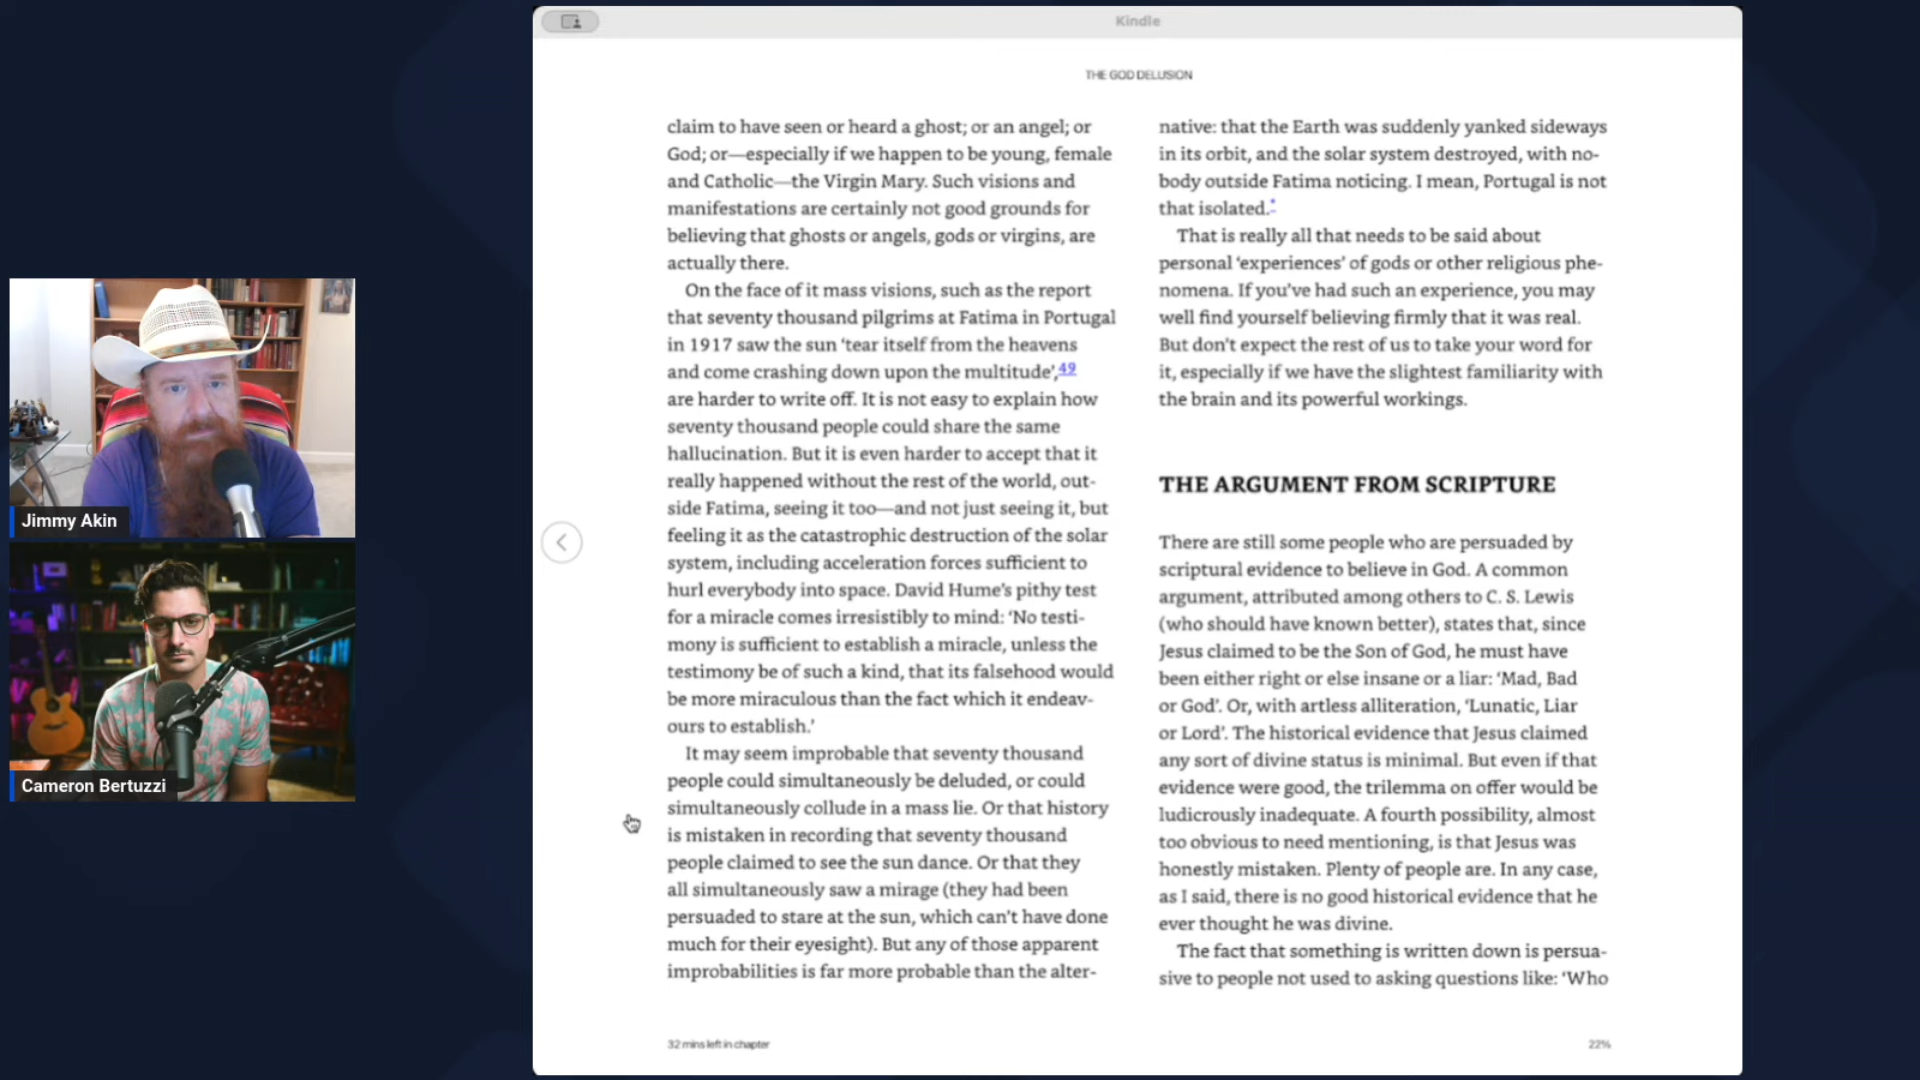 Kindle
THE GOD DELUSION
claim to have seen or heard a ghost; or an angel; or
God; or—especially if we happen to be young, female
and Catholic—the Virgin Mary. Such visions and
manifestations are certainly not good grounds for
believing that ghosts or angels, gods or virgins, are
actually there.
On the face of it mass visions, such as the report
that seventy thousand pilgrims at Fatima in Portugal
in 1917 saw the sun ‘tear itself from the heavens
and come crashing down upon the multitude’,49
are harder to write off. It is not easy to explain how
seventy thousand people could share the same
hallucination. But it is even harder to accept that it
really happened without the rest of the world, out-
side Fatima, seeing it too—and not just seeing it, but
feeling it as the catastrophic destruction of the solar
system, including acceleration forces sufficient to
hurl everybody into space. David Hume’s pithy test
for a miracle comes irresistibly to mind: ‘No testi-
mony is sufficient to establish a miracle, unless the
testimony be of such a kind, that its falsehood would
be more miraculous than the fact which it endeav-
ours to establish.’
It may seem improbable that seventy thousand
people could simultaneously be deluded, or could
simultaneously collude in a mass lie. Or that history
is mistaken in recording that seventy thousand
people claimed to see the sun dance. Or that they
all simultaneously saw a mirage (they had been
persuaded to stare at the sun, which can’t have done
much for their eyesight). But any of those apparent
improbabilities is far more probable than the alter-
native: that the Earth was suddenly yanked sideways
in its orbit, and the solar system destroyed, with no-
body outside Fatima noticing. I mean, Portugal is not
that isolated.*
That is really all that needs to be said about
personal ‘experiences’ of gods or other religious phe-
nomena. If you’ve had such an experience, you may
well find yourself believing firmly that it was real.
But don’t expect the rest of us to take your word for
it, especially if we have the slightest familiarity with
the brain and its powerful workings.
THE ARGUMENT FROM SCRIPTURE
There are still some people who are persuaded by
scriptural evidence to believe in God. A common
argument, attributed among others to C. S. Lewis
(who should have known better), states that, since
Jesus claimed to be the Son of God, he must have
been either right or else insane or a liar: ‘Mad, Bad
or God’. Or, with artless alliteration, ‘Lunatic, Liar
or Lord’. The historical evidence that Jesus claimed
any sort of divine status is minimal. But even if that
evidence were good, the trilemma on offer would be
ludicrously inadequate. A fourth possibility, almost
too obvious to need mentioning, is that Jesus was
honestly mistaken. Plenty of people are. In any case,
as I said, there is no good historical evidence that he
ever thought he was divine.
The fact that something is written down is persua-
sive to people not used to asking questions like: ‘Who
32 mins left in chapter
22%
Jimmy Akin
Cameron Bertuzzi